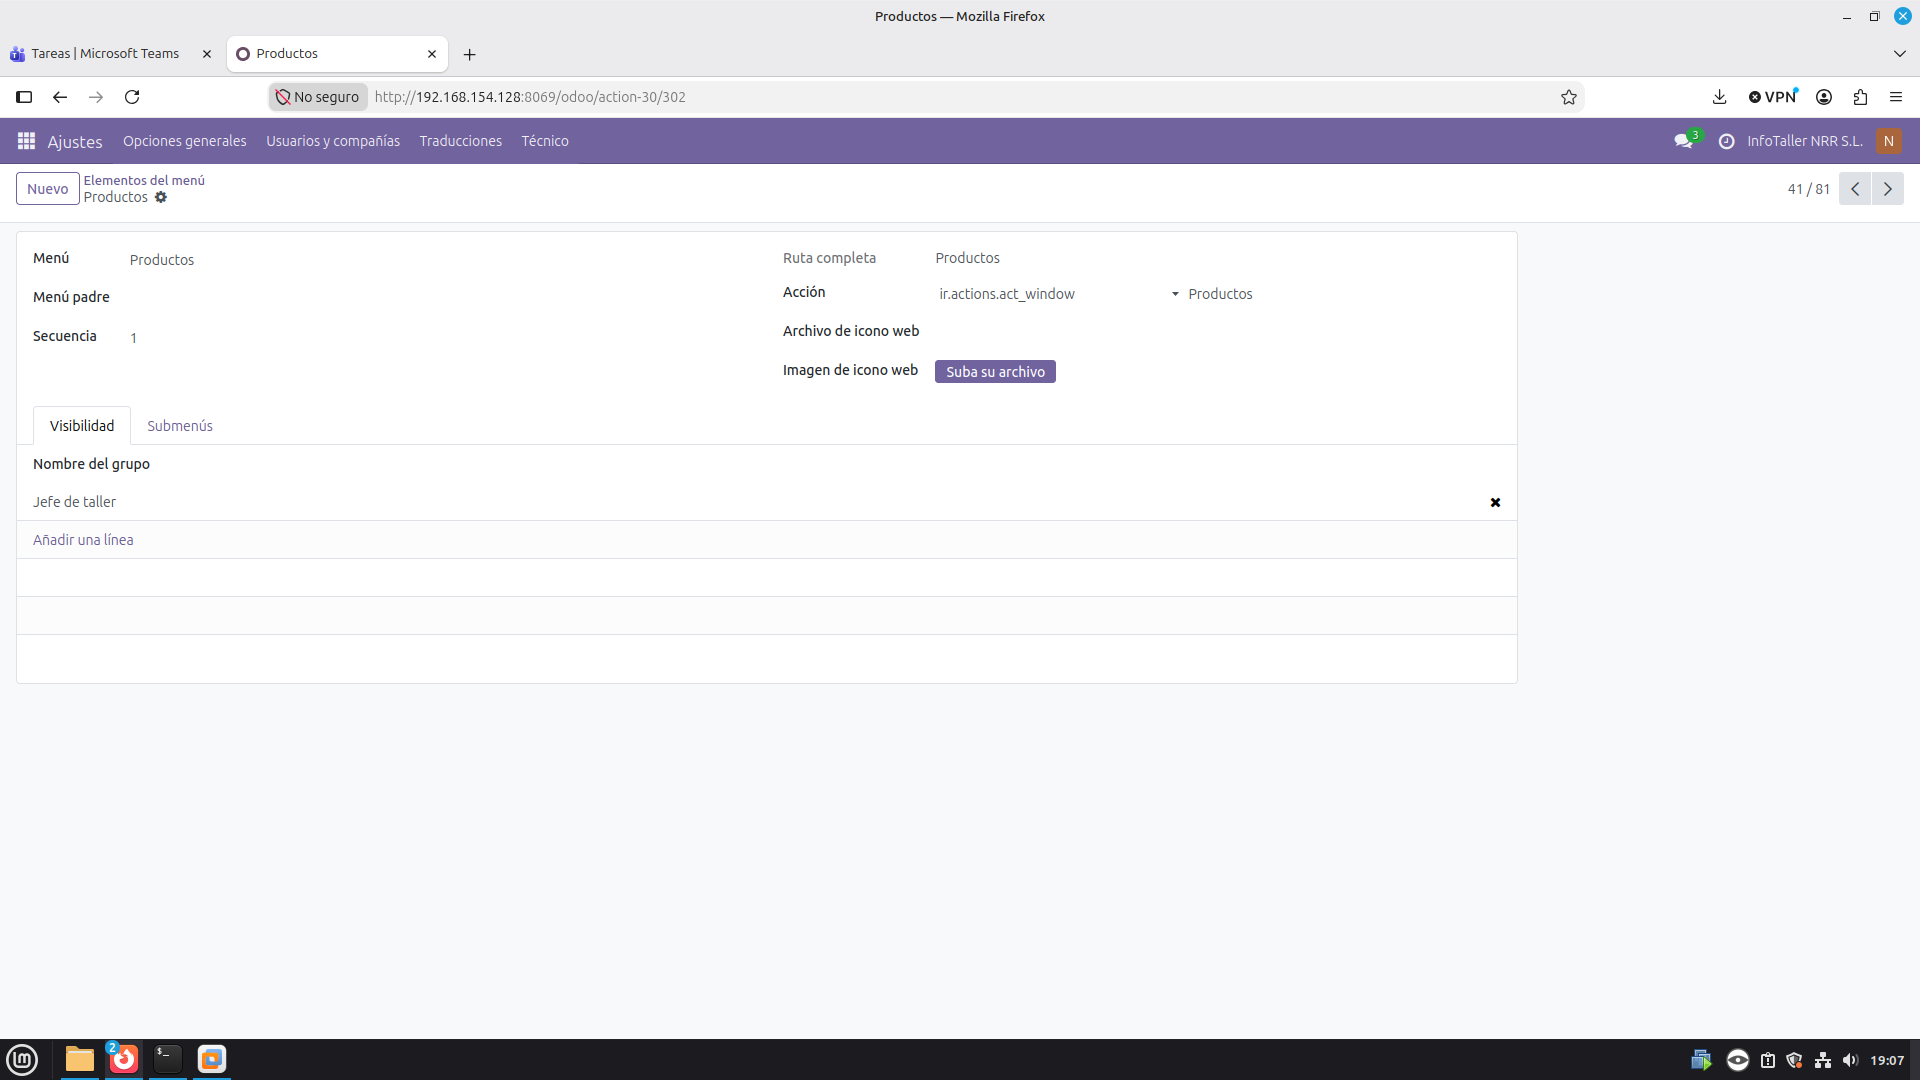 Productos — Mozilla Firefox
Tareas | Microsoft Teams
Productos
No seguro
http://192.168.154.128:8069/odoo/action-30/302
VPN
Ajustes
Opciones generales
Usuarios y compañías
Traducciones
Técnico
3
InfoTaller NRR S.L.
N
Nuevo
Elementos del menú
Productos
41 / 81
Menú
Productos
Menú padre
Secuencia
1
Ruta completa
Productos
Acción
ir.actions.act_window
Productos
Archivo de icono web
Imagen de icono web
Suba su archivo
Visibilidad
Submenús
Nombre del grupo
Jefe de taller
Añadir una línea
2
$_
19:07